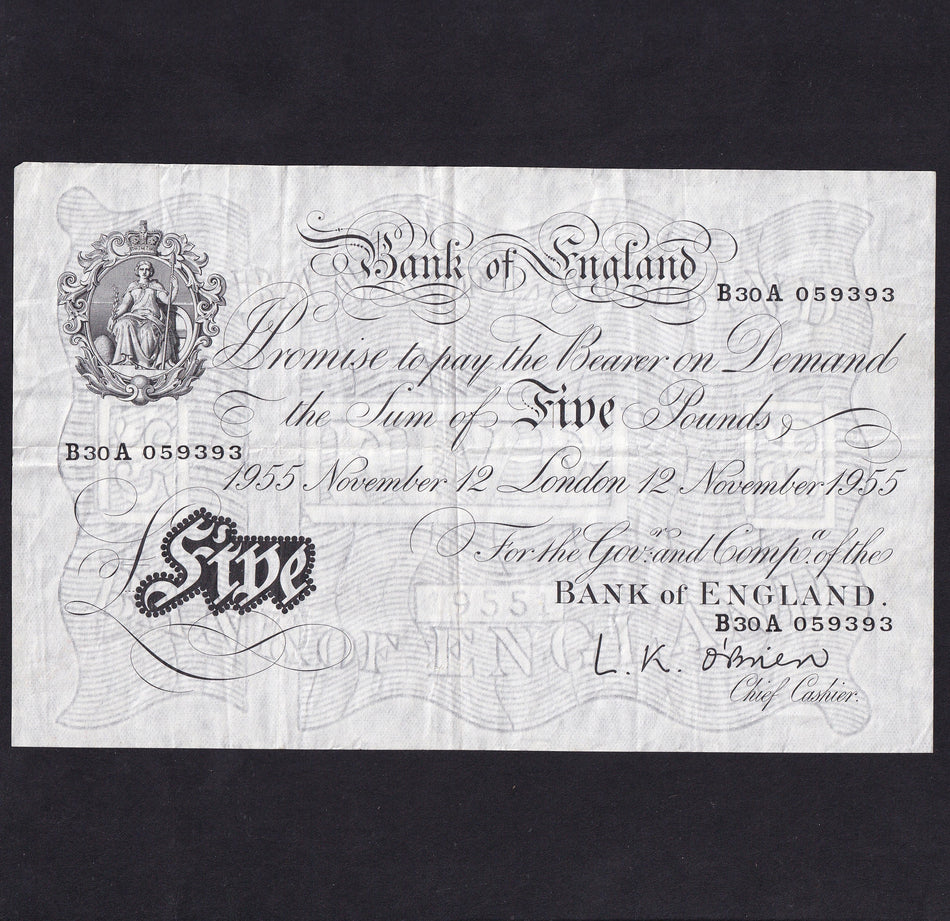 Bank of England
B30A 059393
I Promise to pay the Bearer on Demand
the Sum of Five Pounds
B30A 059393
1955 November 12 London 12 November 1955
For the Govr. and Compa. of the
BANK of ENGLAND.
£Five
B30A 059393
L. K. O'Brien
Chief Cashier.